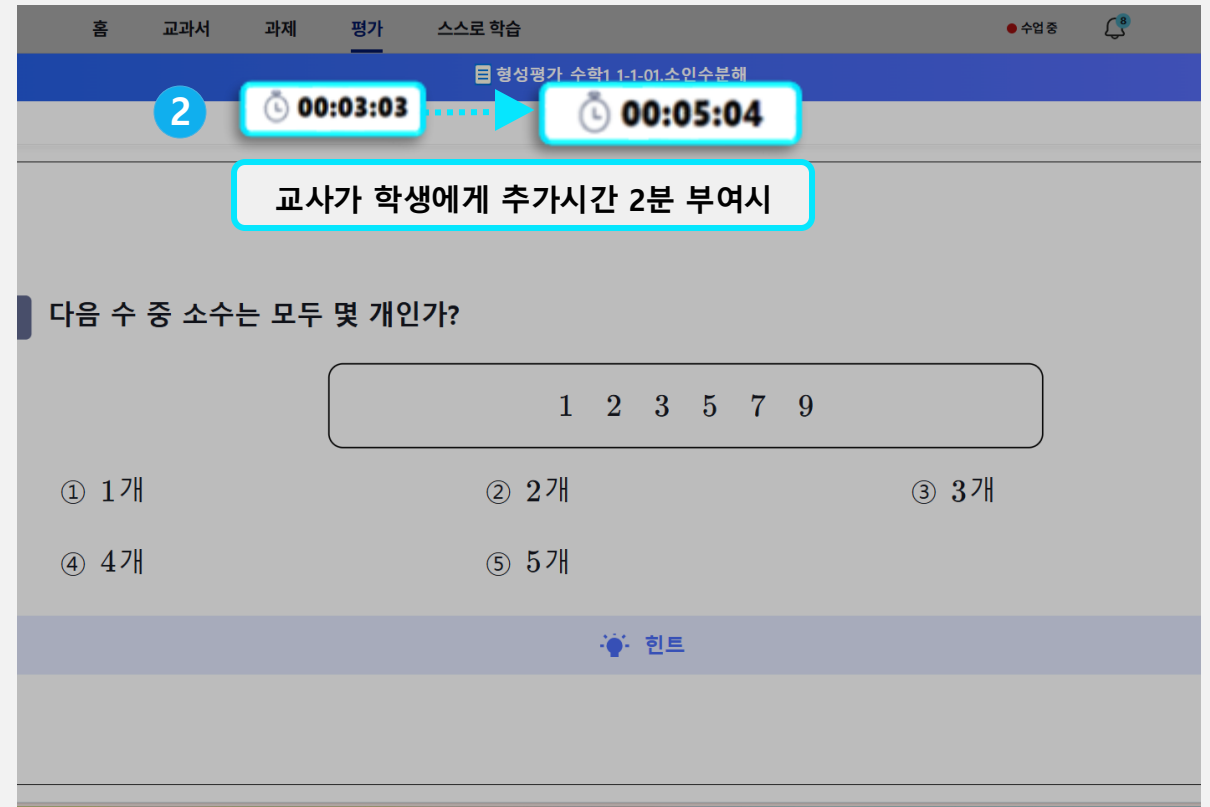 홈 교과서 과제 평가 스스로 학습 수업 중 8
형성평가 수학1 1-1-01.소인수분해
2 00:03:03 00:05:04
교사가 학생에게 추가시간 2분 부여시
다음 수 중 소수는 모두 몇 개인가?
1 2 3 5 7 9
① 1개 ② 2개 ③ 3개
④ 4개 ⑤ 5개
힌트